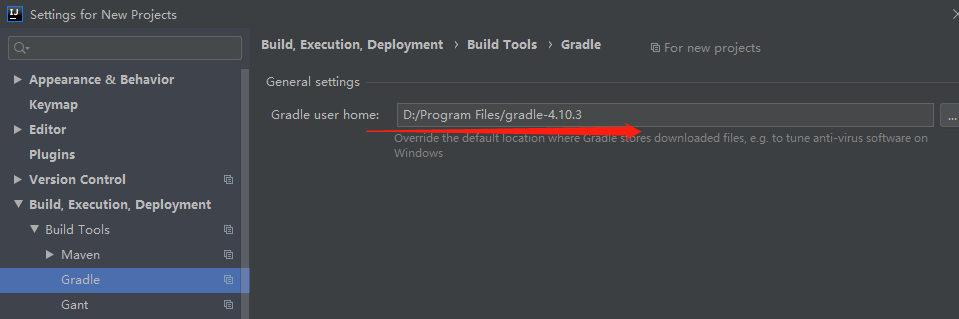 IJ
Settings for New Projects
Appearance & Behavior
Keymap
Editor
Plugins
Version Control
Build, Execution, Deployment
Build Tools
Maven
Gradle
Gant
Build, Execution, Deployment › Build Tools › Gradle
For new projects
General settings
Gradle user home: D:/Program Files/gradle-4.10.3 ...
Override the default location where Gradle stores downloaded files, e.g. to tune anti-virus software on
Windows